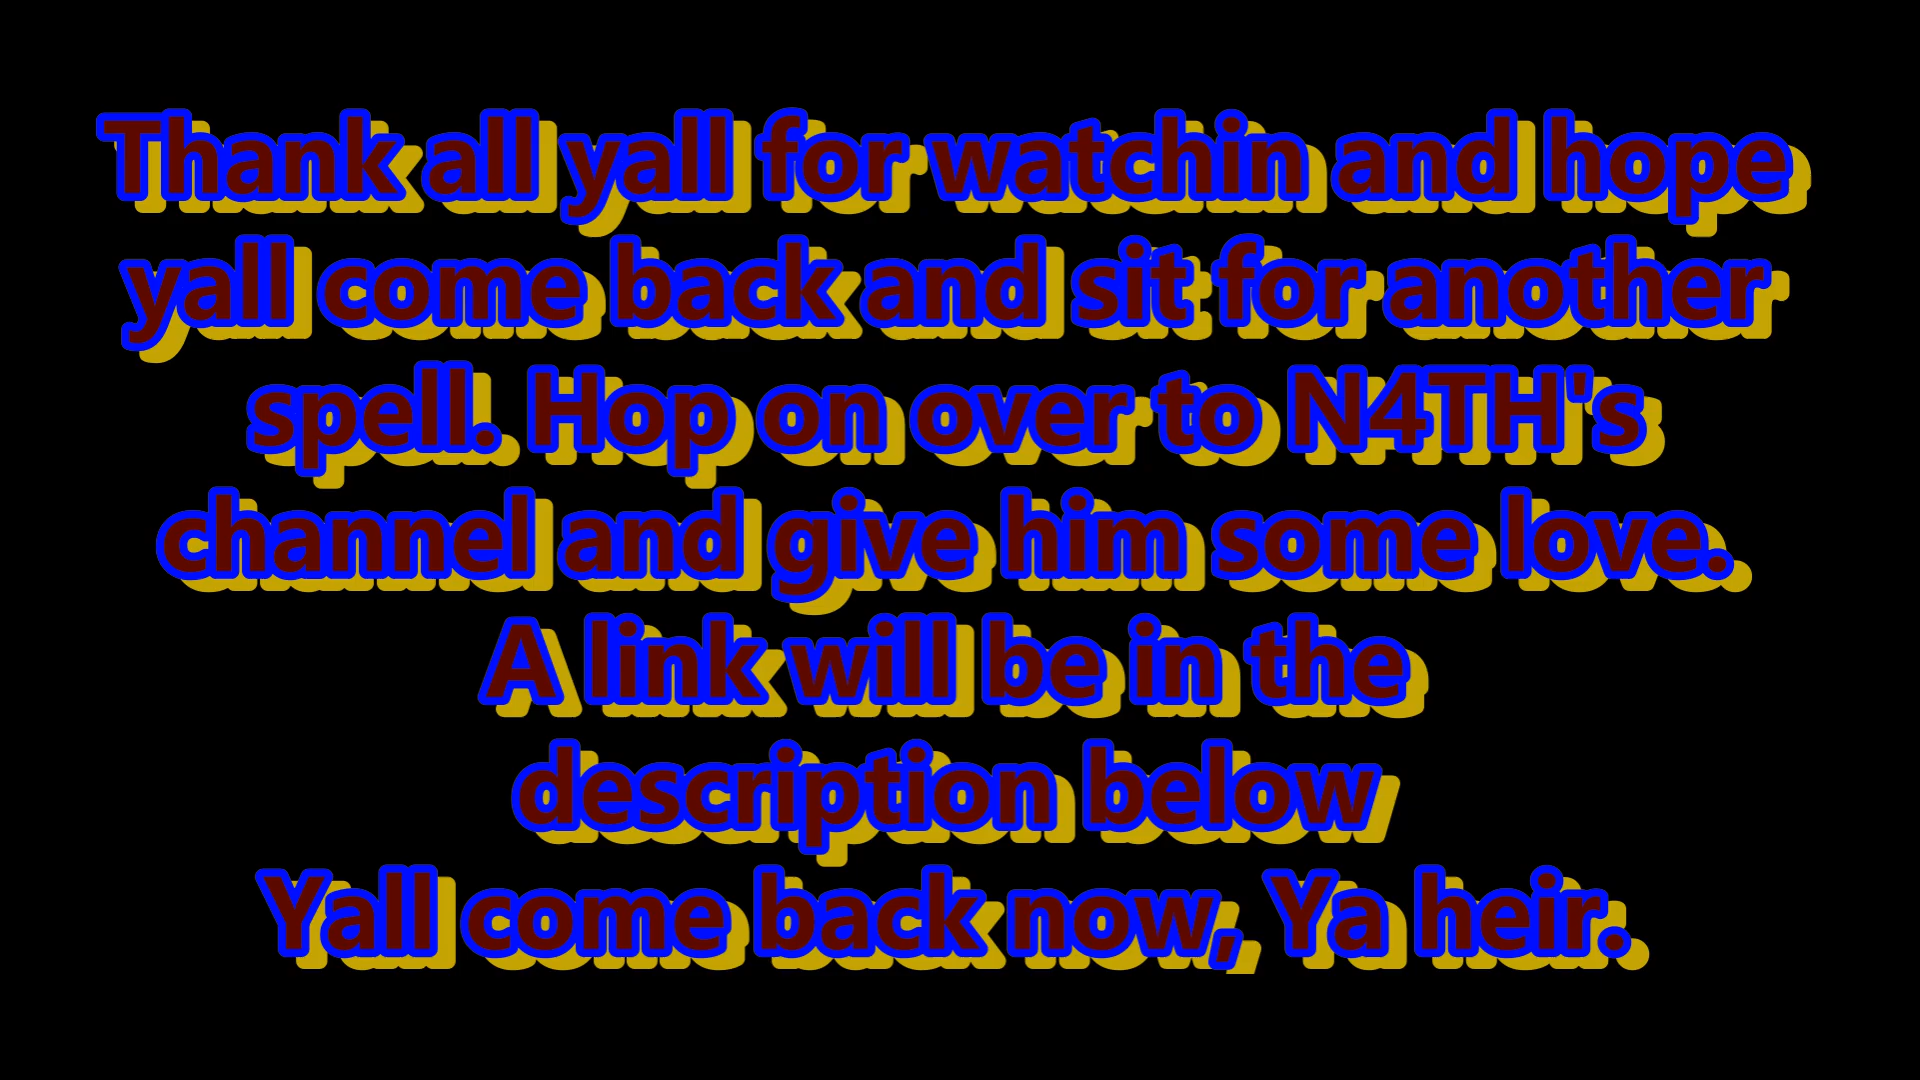 Thank all yall for watchin and hope
yall come back and sit for another
spell. Hop on over to N4TH's
channel and give him some love.
A link will be in the
description below
Yall come back now, Ya heir.